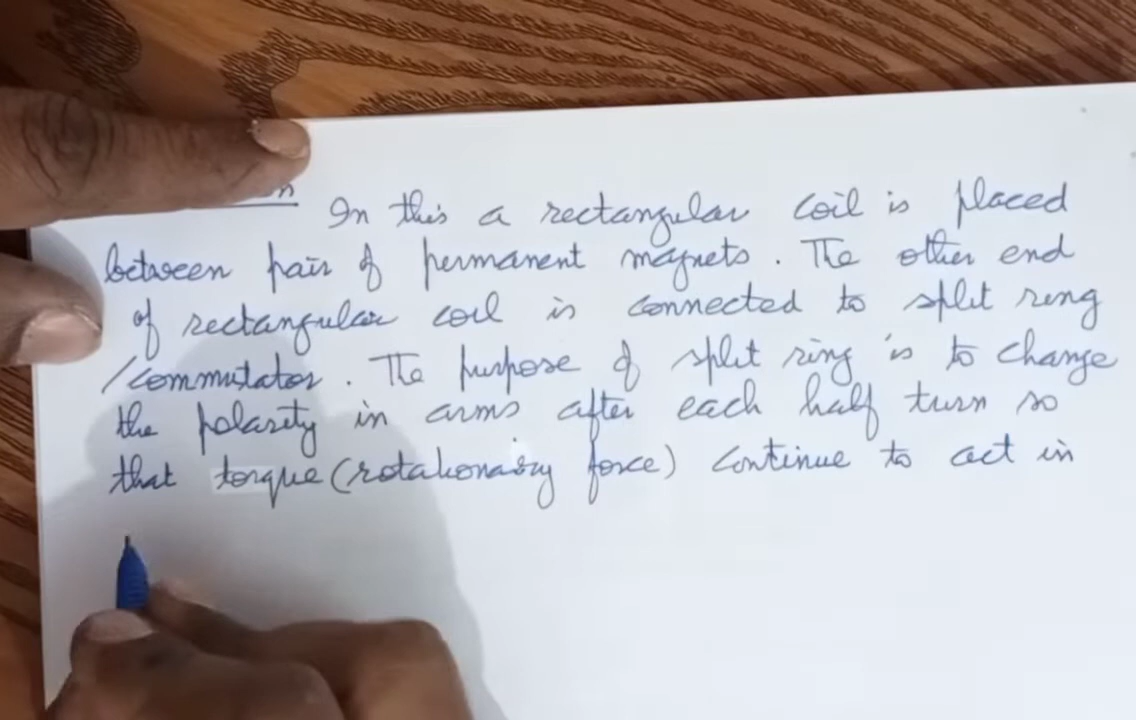 In this a rectangular coil is placed
between pair of permanent magnets. The other end
of rectangular coil is connected to split ring
/commutator. The purpose of split ring is to change
the polarity in arms after each half turn so
that torque (rotationary force) continue to act in